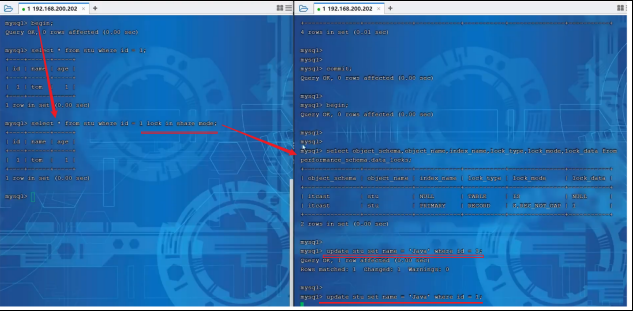 1 192.168.200.202
mysql> begin;
Query OK, 0 rows affected (0.00 sec)
mysql> select * from stu where id = 1;
| id | name | age |
| 1 | tom | 1 |
1 row in set (0.00 sec)
mysql> select * from stu where id = 1 lock in share mode;
| id | name | age |
| 1 | tom | 1 |
1 row in set (0.00 sec)
mysql>
1 192.168.200.202
4 rows in set (0.01 sec)
mysql>
mysql>
mysql> commit;
Query OK, 0 rows affected (0.00 sec)
mysql>
mysql> begin;
Query OK, 0 rows affected (0.00 sec)
mysql>
mysql>
mysql> select object_schema,object_name,index_name,lock_type,lock_mode,lock_data from
performance_schema.data_locks;
| object_schema | object_name | index_name | lock_type | lock_mode | lock_data |
| itcast | stu | NULL | TABLE | IS | NULL |
| itcast | stu | PRIMARY | RECORD | S,REC_NOT_GAP | 1 |
2 rows in set (0.00 sec)
mysql>
mysql> update stu set name = "Java" where id =
Query OK, 1 row affected (0.00 sec)
Rows matched: 1 Changed: 1 Warnings: 0
mysql>
mysql> update stu set name = "Java" where id =